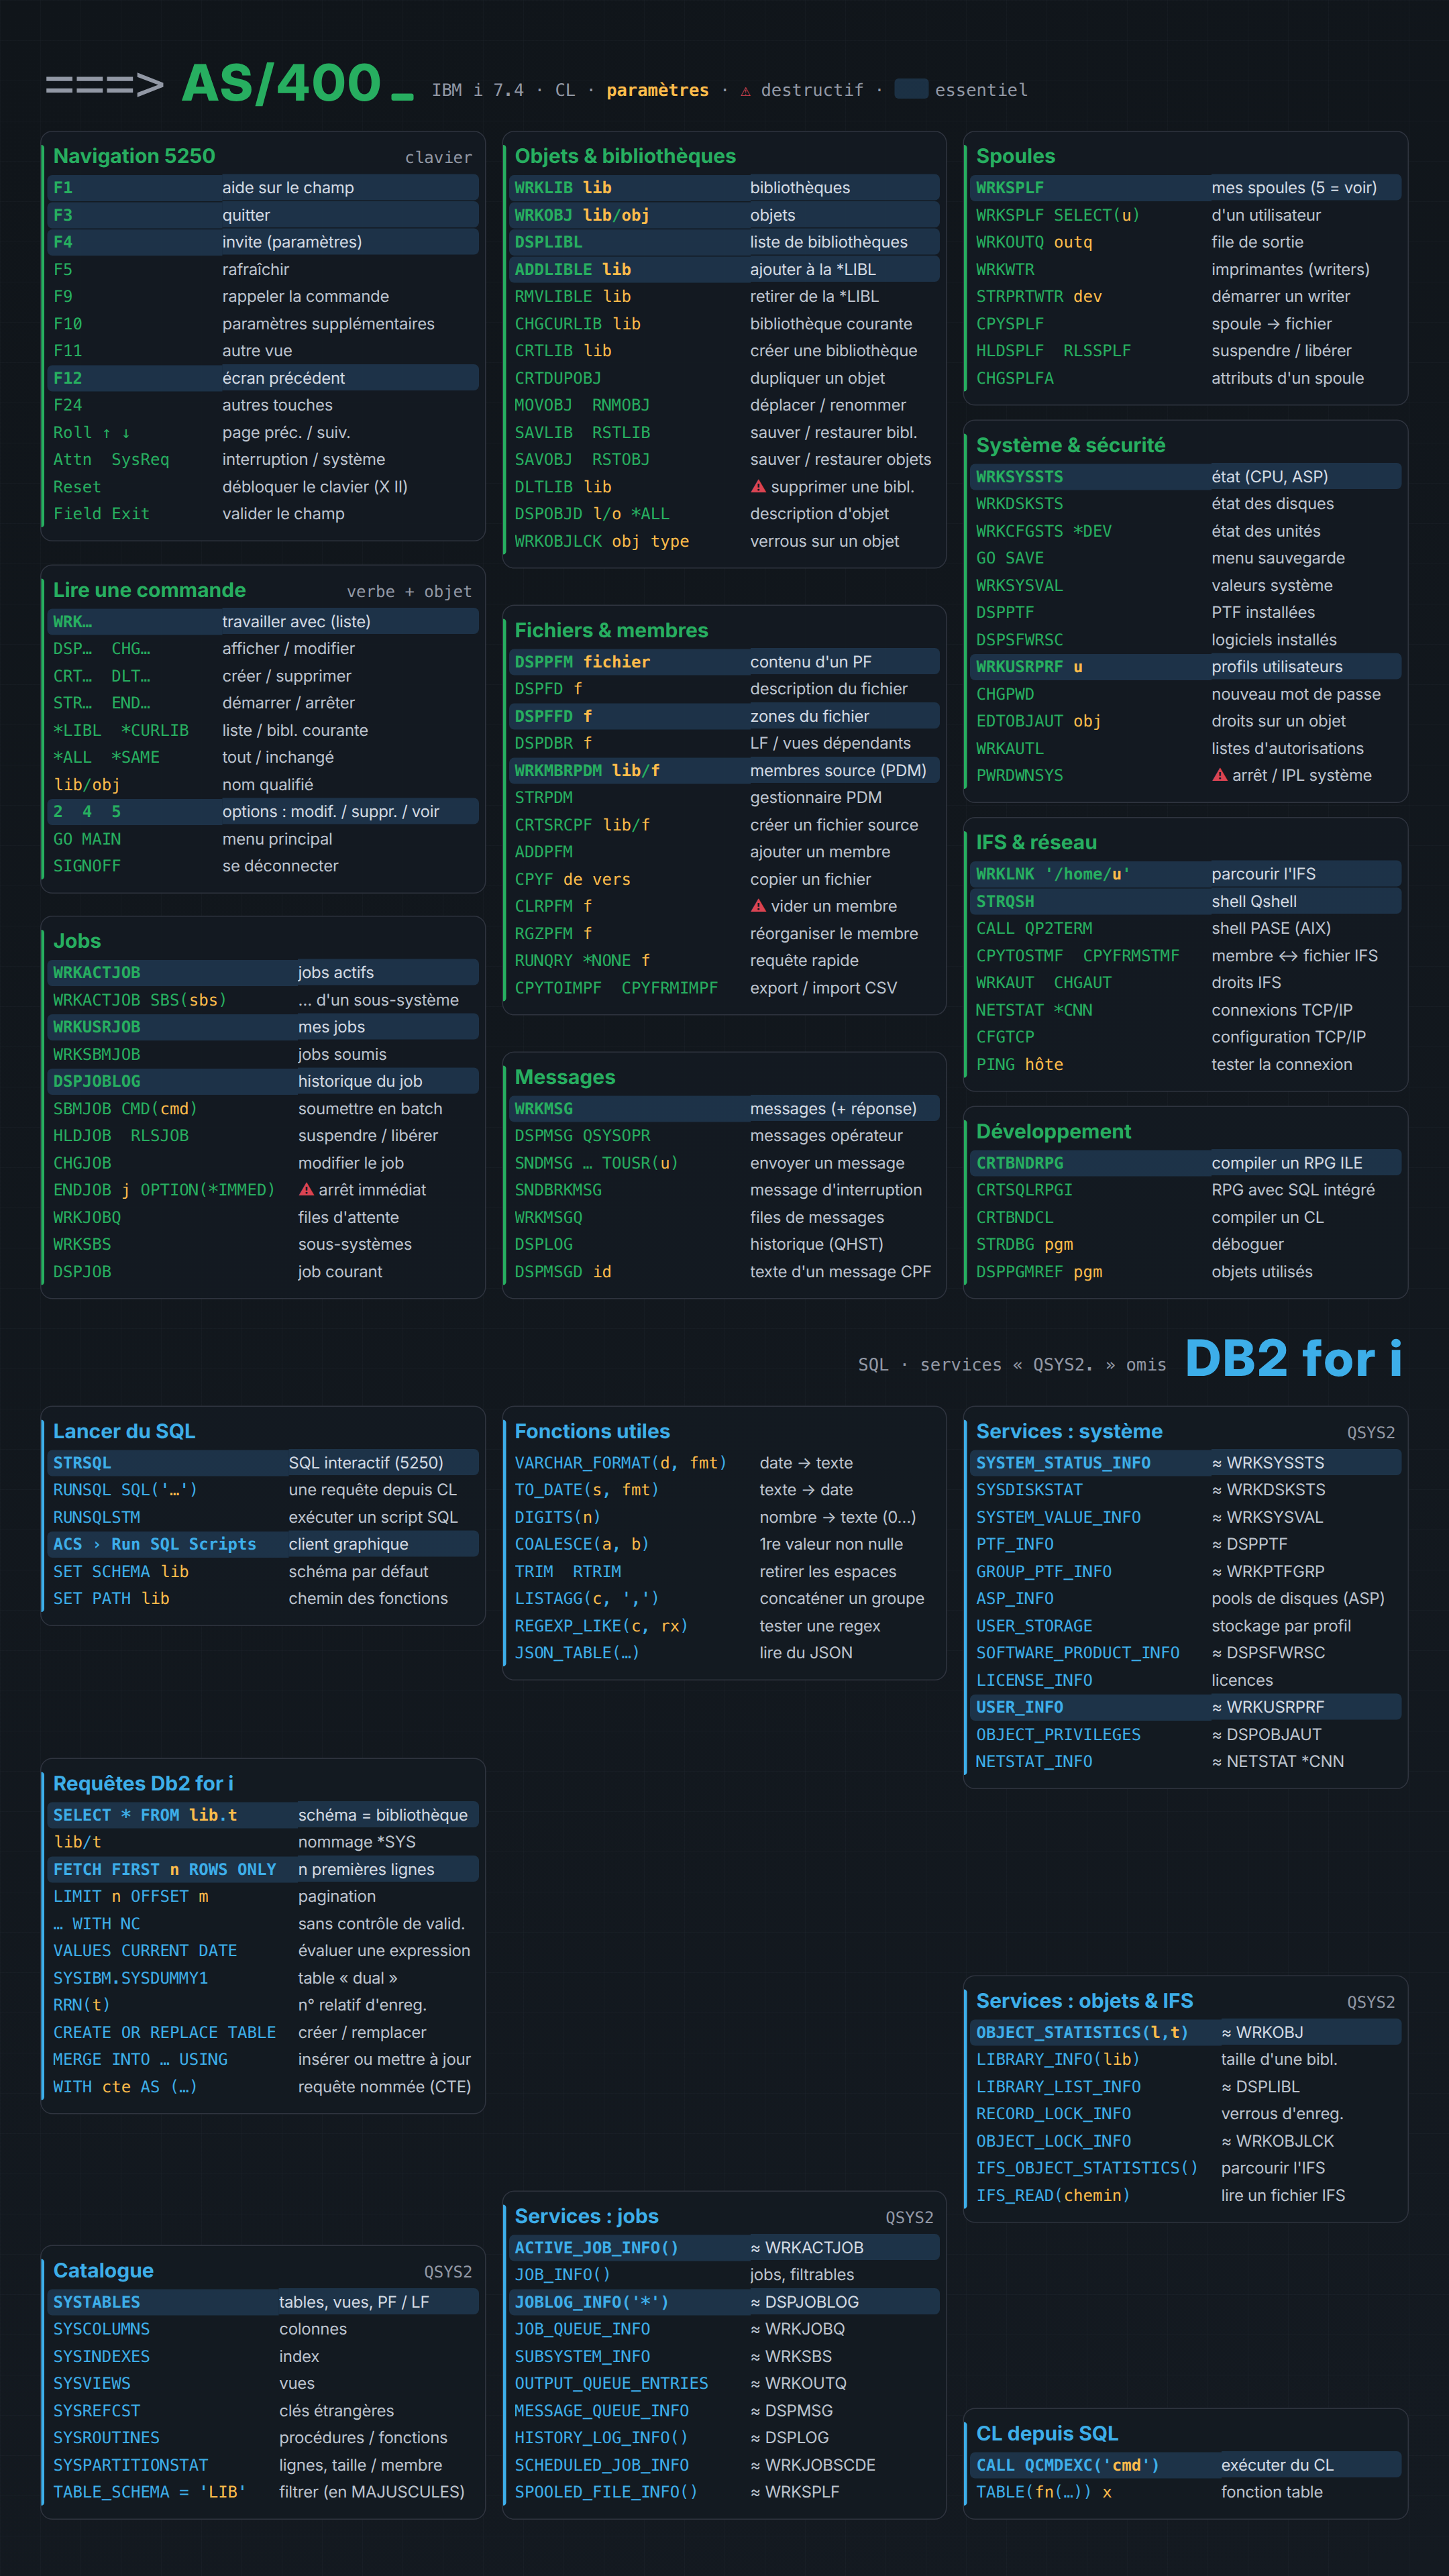 ===> AS/400_ IBM i 7.4 · CL · paramètres · ⚠ destructif · essentiel
Navigation 5250 clavier
F1 aide sur le champ
F3 quitter
F4 invite (paramètres)
F5 rafraîchir
F9 rappeler la commande
F10 paramètres supplémentaires
F11 autre vue
F12 écran précédent
F24 autres touches
Roll ↑ ↓ page préc. / suiv.
Attn SysReq interruption / système
Reset débloquer le clavier (X II)
Field Exit valider le champ
Lire une commande verbe + objet
WRK… travailler avec (liste)
DSP… CHG… afficher / modifier
CRT… DLT… créer / supprimer
STR… END… démarrer / arrêter
*LIBL *CURLIB liste / bibl. courante
*ALL *SAME tout / inchangé
lib/obj nom qualifié
2 4 5 options : modif. / suppr. / voir
GO MAIN menu principal
SIGNOFF se déconnecter
Jobs
WRKACTJOB jobs actifs
WRKACTJOB SBS(sbs) … d'un sous-système
WRKUSRJOB mes jobs
WRKSBMJOB jobs soumis
DSPJOBLOG historique du job
SBMJOB CMD(cmd) soumettre en batch
HLDJOB RLSJOB suspendre / libérer
CHGJOB modifier le job
ENDJOB j OPTION(*IMMED) ⚠ arrêt immédiat
WRKJOBQ files d'attente
WRKSBS sous-systèmes
DSPJOB job courant
Objets & bibliothèques
WRKLIB lib bibliothèques
WRKOBJ lib/obj objets
DSPLIBL liste de bibliothèques
ADDLIBLE lib ajouter à la *LIBL
RMVLIBLE lib retirer de la *LIBL
CHGCURLIB lib bibliothèque courante
CRTLIB lib créer une bibliothèque
CRTDUPOBJ dupliquer un objet
MOVOBJ RNMOBJ déplacer / renommer
SAVLIB RSTLIB sauver / restaurer bibl.
SAVOBJ RSTOBJ sauver / restaurer objets
DLTLIB lib ⚠ supprimer une bibl.
DSPOBJD l/o *ALL description d'objet
WRKOBJLCK obj type verrous sur un objet
Fichiers & membres
DSPPFM fichier contenu d'un PF
DSPFD f description du fichier
DSPFFD f zones du fichier
DSPDBR f LF / vues dépendants
WRKMBRPDM lib/f membres source (PDM)
STRPDM gestionnaire PDM
CRTSRCPF lib/f créer un fichier source
ADDPFM ajouter un membre
CPYF de vers copier un fichier
CLRPFM f ⚠ vider un membre
RGZPFM f réorganiser le membre
RUNQRY *NONE f requête rapide
CPYTOIMPF CPYFRMIMPF export / import CSV
Messages
WRKMSG messages (+ réponse)
DSPMSG QSYSOPR messages opérateur
SNDMSG … TOUSR(u) envoyer un message
SNDBRKMSG message d'interruption
WRKMSGQ files de messages
DSPLOG historique (QHST)
DSPMSGD id texte d'un message CPF
Spoules
WRKSPLF mes spoules (5 = voir)
WRKSPLF SELECT(u) d'un utilisateur
WRKOUTQ outq file de sortie
WRKWTR imprimantes (writers)
STRPRTWTR dev démarrer un writer
CPYSPLF spoule → fichier
HLDSPLF RLSSPLF suspendre / libérer
CHGSPLFA attributs d'un spoule
Système & sécurité
WRKSYSSTS état (CPU, ASP)
WRKDSKSTS état des disques
WRKCFGSTS *DEV état des unités
GO SAVE menu sauvegarde
WRKSYSVAL valeurs système
DSPPTF PTF installées
DSPSFWRSC logiciels installés
WRKUSRPRF u profils utilisateurs
CHGPWD nouveau mot de passe
EDTOBJAUT obj droits sur un objet
WRKAUTL listes d'autorisations
PWRDWNSYS ⚠ arrêt / IPL système
IFS & réseau
WRKLNK '/home/u' parcourir l'IFS
STRQSH shell Qshell
CALL QP2TERM shell PASE (AIX)
CPYTOSTMF CPYFRMSTMF membre ↔ fichier IFS
WRKAUT CHGAUT droits IFS
NETSTAT *CNN connexions TCP/IP
CFGTCP configuration TCP/IP
PING hôte tester la connexion
Développement
CRTBNDRPG compiler un RPG ILE
CRTSQLRPGI RPG avec SQL intégré
CRTBNDCL compiler un CL
STRDBG pgm déboguer
DSPPGMREF pgm objets utilisés
SQL · services « QSYS2. » omis DB2 for i
Lancer du SQL
STRSQL SQL interactif (5250)
RUNSQL SQL('…') une requête depuis CL
RUNSQLSTM exécuter un script SQL
ACS › Run SQL Scripts client graphique
SET SCHEMA lib schéma par défaut
SET PATH lib chemin des fonctions
Requêtes Db2 for i
SELECT * FROM lib.t schéma = bibliothèque
lib/t nommage *SYS
FETCH FIRST n ROWS ONLY n premières lignes
LIMIT n OFFSET m pagination
… WITH NC sans contrôle de valid.
VALUES CURRENT DATE évaluer une expression
SYSIBM.SYSDUMMY1 table « dual »
RRN(t) n° relatif d'enreg.
CREATE OR REPLACE TABLE créer / remplacer
MERGE INTO … USING insérer ou mettre à jour
WITH cte AS (…) requête nommée (CTE)
Catalogue QSYS2
SYSTABLES tables, vues, PF / LF
SYSCOLUMNS colonnes
SYSINDEXES index
SYSVIEWS vues
SYSREFCST clés étrangères
SYSROUTINES procédures / fonctions
SYSPARTITIONSTAT lignes, taille / membre
TABLE_SCHEMA = 'LIB' filtrer (en MAJUSCULES)
Fonctions utiles
VARCHAR_FORMAT(d, fmt) date → texte
TO_DATE(s, fmt) texte → date
DIGITS(n) nombre → texte (0…)
COALESCE(a, b) 1re valeur non nulle
TRIM RTRIM retirer les espaces
LISTAGG(c, ',') concaténer un groupe
REGEXP_LIKE(c, rx) tester une regex
JSON_TABLE(…) lire du JSON
Services : jobs QSYS2
ACTIVE_JOB_INFO() ≈ WRKACTJOB
JOB_INFO() jobs, filtrables
JOBLOG_INFO('*') ≈ DSPJOBLOG
JOB_QUEUE_INFO ≈ WRKJOBQ
SUBSYSTEM_INFO ≈ WRKSBS
OUTPUT_QUEUE_ENTRIES ≈ WRKOUTQ
MESSAGE_QUEUE_INFO ≈ DSPMSG
HISTORY_LOG_INFO() ≈ DSPLOG
SCHEDULED_JOB_INFO ≈ WRKJOBSCDE
SPOOLED_FILE_INFO() ≈ WRKSPLF
Services : système QSYS2
SYSTEM_STATUS_INFO ≈ WRKSYSSTS
SYSDISKSTAT ≈ WRKDSKSTS
SYSTEM_VALUE_INFO ≈ WRKSYSVAL
PTF_INFO ≈ DSPPTF
GROUP_PTF_INFO ≈ WRKPTFGRP
ASP_INFO pools de disques (ASP)
USER_STORAGE stockage par profil
SOFTWARE_PRODUCT_INFO ≈ DSPSFWRSC
LICENSE_INFO licences
USER_INFO ≈ WRKUSRPRF
OBJECT_PRIVILEGES ≈ DSPOBJAUT
NETSTAT_INFO ≈ NETSTAT *CNN
Services : objets & IFS QSYS2
OBJECT_STATISTICS(l,t) ≈ WRKOBJ
LIBRARY_INFO(lib) taille d'une bibl.
LIBRARY_LIST_INFO ≈ DSPLIBL
RECORD_LOCK_INFO verrous d'enreg.
OBJECT_LOCK_INFO ≈ WRKOBJLCK
IFS_OBJECT_STATISTICS() parcourir l'IFS
IFS_READ(chemin) lire un fichier IFS
CL depuis SQL
CALL QCMDEXC('cmd') exécuter du CL
TABLE(fn(…)) x fonction table